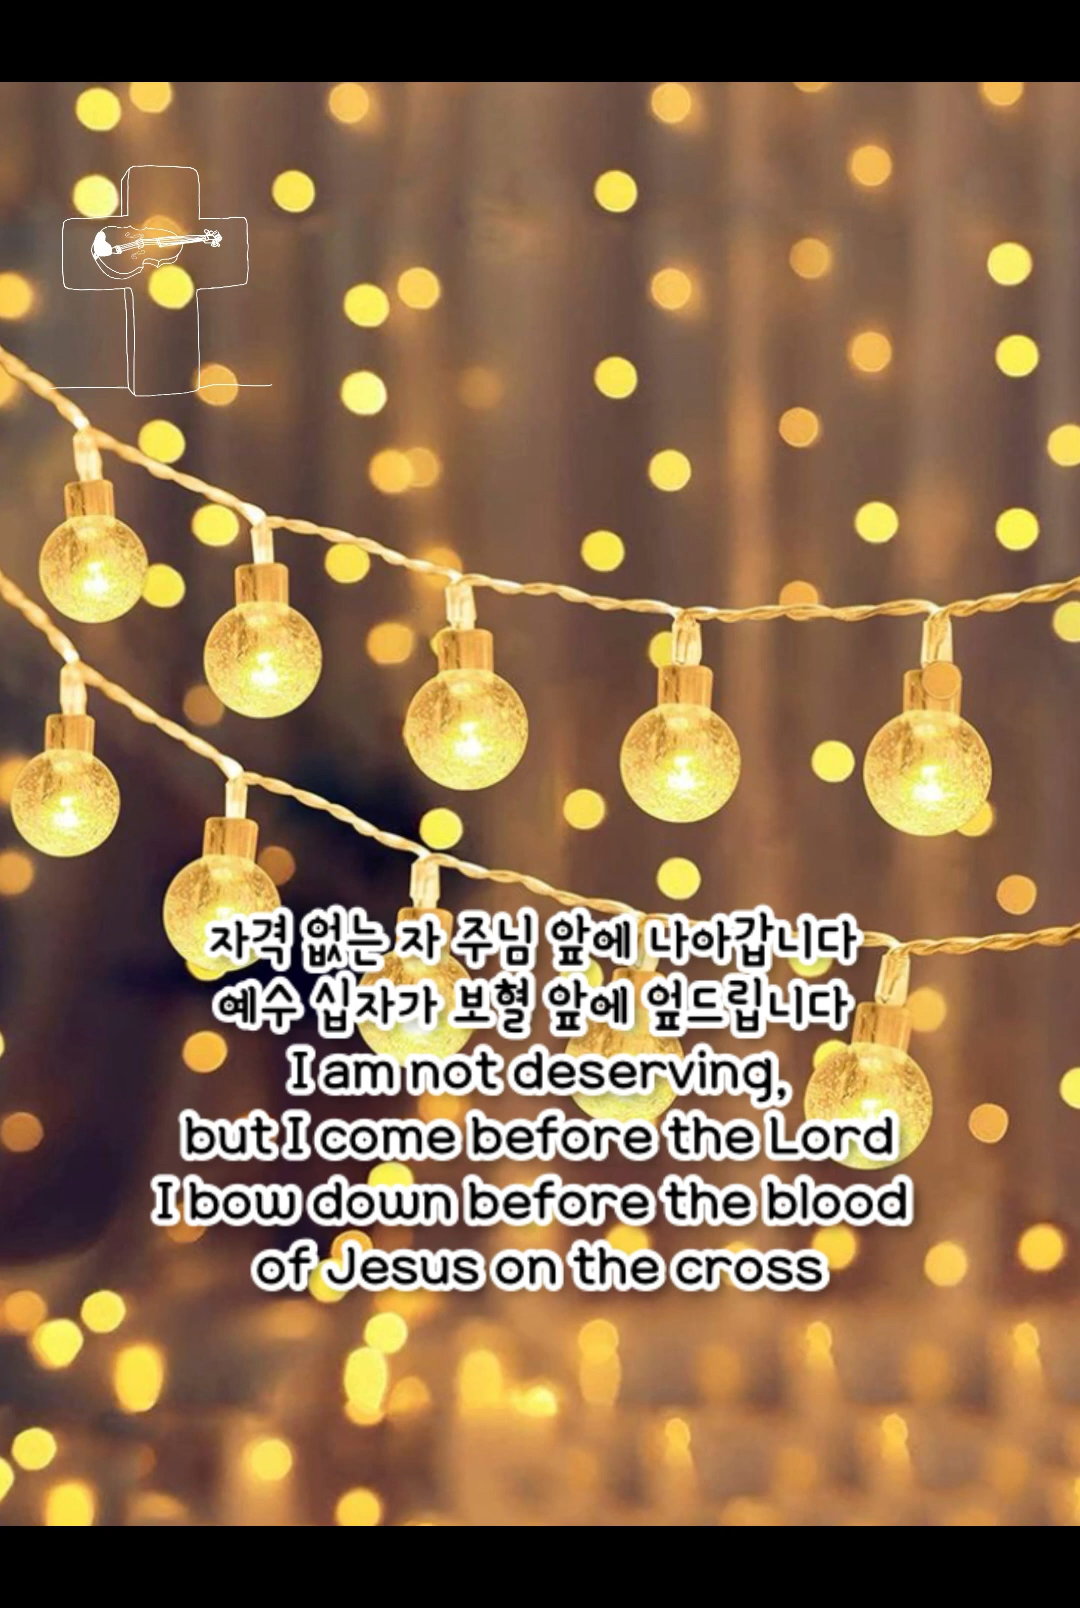 자격 없는 자 주님 앞에 나아갑니다
예수 십자가 보혈 앞에 엎드립니다
I am not deserving,
but I come before the Lord
I bow down before the blood
of Jesus on the cross